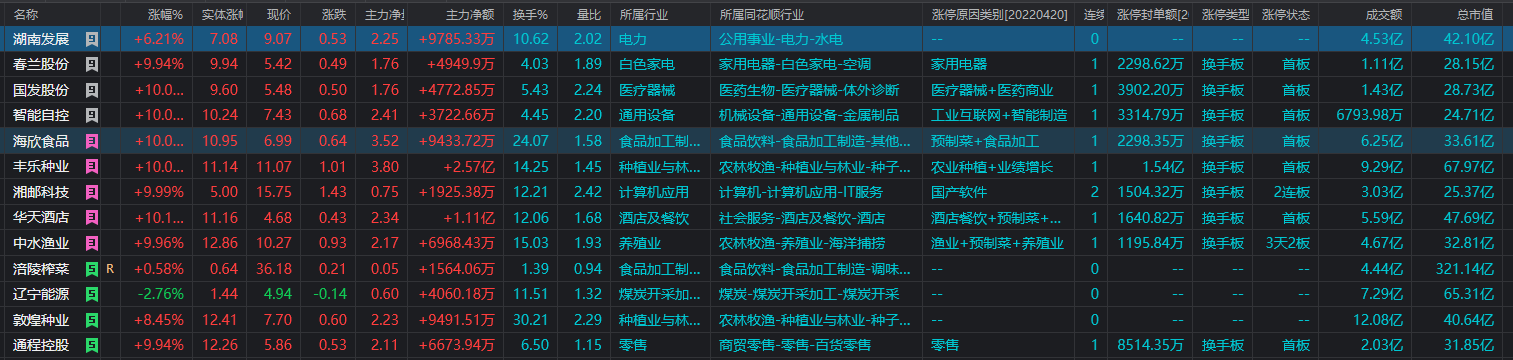 名称 涨幅% 实体涨幅 现价 涨跌 主力净 主力净额 换手% 量比 所属行业 所属同花顺行业 涨停原因类别[20220420] 连续 涨停封单额[2 涨停类型 涨停状态 成交额 总市值
湖南发展 9 +6.21% 7.08 9.07 0.53 2.25 +9785.33万 10.62 2.02 电力 公用事业-电力-水电 -- 0 -- -- -- 4.53亿 42.10亿
春兰股份 9 +9.94% 9.94 5.42 0.49 1.76 +4949.9万 4.03 1.89 白色家电 家用电器-白色家电-空调 家用电器 1 2298.62万 换手板 首板 1.11亿 28.15亿
国发股份 9 +10.0... 9.60 5.48 0.50 1.76 +4772.85万 5.43 2.24 医疗器械 医药生物-医疗器械-体外诊断 医疗器械+医药商业 1 3902.20万 换手板 首板 1.43亿 28.73亿
智能自控 9 +10.0... 10.24 7.43 0.68 2.41 +3722.66万 4.45 2.20 通用设备 机械设备-通用设备-金属制品 工业互联网+智能制造 1 3314.79万 换手板 首板 6793.98万 24.71亿
海欣食品 3 +10.0... 10.95 6.99 0.64 3.52 +9433.72万 24.07 1.58 食品加工制... 食品饮料-食品加工制造-其他... 预制菜+食品加工 1 2298.35万 换手板 首板 6.25亿 33.61亿
丰乐种业 3 +10.0... 11.14 11.07 1.01 3.80 +2.57亿 14.25 1.45 种植业与林... 农林牧渔-种植业与林业-种子... 农业种植+业绩增长 1 1.54亿 换手板 首板 9.29亿 67.97亿
湘邮科技 3 +9.99% 5.00 15.75 1.43 0.75 +1925.38万 12.21 2.42 计算机应用 计算机-计算机应用-IT服务 国产软件 2 1504.32万 换手板 2连板 3.03亿 25.37亿
华天酒店 3 +10.1... 11.16 4.68 0.43 2.34 +1.11亿 12.06 1.68 酒店及餐饮 社会服务-酒店及餐饮-酒店 酒店餐饮+预制菜+... 1 1640.82万 换手板 首板 5.59亿 47.69亿
中水渔业 3 +9.96% 12.86 10.27 0.93 2.17 +6968.43万 15.03 1.93 养殖业 农林牧渔-养殖业-海洋捕捞 渔业+预制菜+养殖业 1 1195.84万 换手板 3天2板 4.67亿 32.81亿
涪陵榨菜 5 R +0.58% 0.64 36.18 0.21 0.05 +1564.06万 1.39 0.94 食品加工制... 食品饮料-食品加工制造-调味... -- 0 -- -- -- 4.44亿 321.14亿
辽宁能源 5 -2.76% 1.44 4.94 -0.14 0.60 +4060.18万 11.51 1.32 煤炭开采加... 煤炭-煤炭开采加工-煤炭开采 -- 0 -- -- -- 7.29亿 65.31亿
敦煌种业 5 +8.45% 12.41 7.70 0.60 2.23 +9491.51万 30.21 2.29 种植业与林... 农林牧渔-种植业与林业-种子... -- 0 -- -- -- 12.08亿 40.64亿
通程控股 5 +9.94% 12.26 5.86 0.53 2.11 +6673.94万 6.50 1.15 零售 商贸零售-零售-百货零售 零售 1 8514.35万 换手板 首板 2.03亿 31.85亿